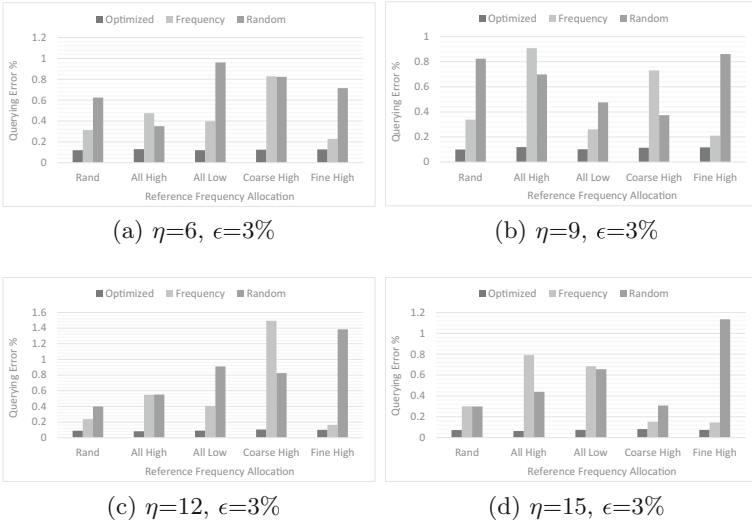 Optimized Frequency Random
1.2
1
0.8
0.6
0.4
0.2
0
Querying Error %
Rand All High All Low Coarse High Fine High
Reference Frequency Allocation
(a) η=6, ϵ=3%
Optimized Frequency Random
1
0.8
0.6
0.4
0.2
0
Querying Error %
Rand All High All Low Coarse High Fine High
Reference Frequency Allocation
(b) η=9, ϵ=3%
Optimized Frequency Random
1.6
1.4
1.2
1
0.8
0.6
0.4
0.2
0
Querying Error %
Rand All High All Low Coarse High Fine High
Reference Frequency Allocation
(c) η=12, ϵ=3%
Optimized Frequency Random
1.2
1
0.8
0.6
0.4
0.2
0
Querying Error %
Rand All High All Low Coarse High Fine High
Reference Frequency Allocation
(d) η=15, ϵ=3%